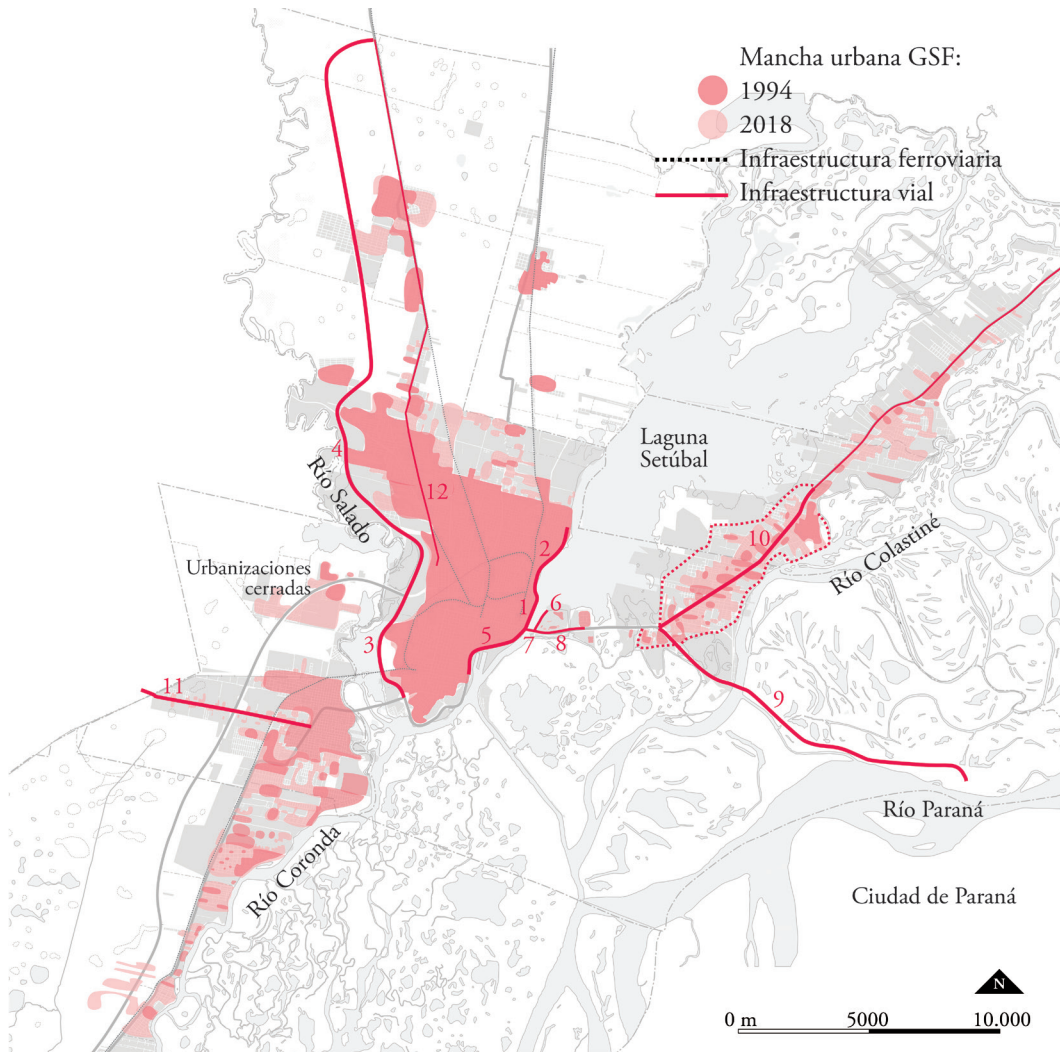 Mancha urbana GSF:
1994
2018
Infraestructura ferroviaria
Infraestructura vial
Laguna
Setúbal
4
Río Salado
12
10
2
Río Colastiné
Urbanizaciones
cerradas
1
6
3
5
7
8
11
9
Río Paraná
Río Coronda
Ciudad de Paraná
N
0 m
5000
10.000